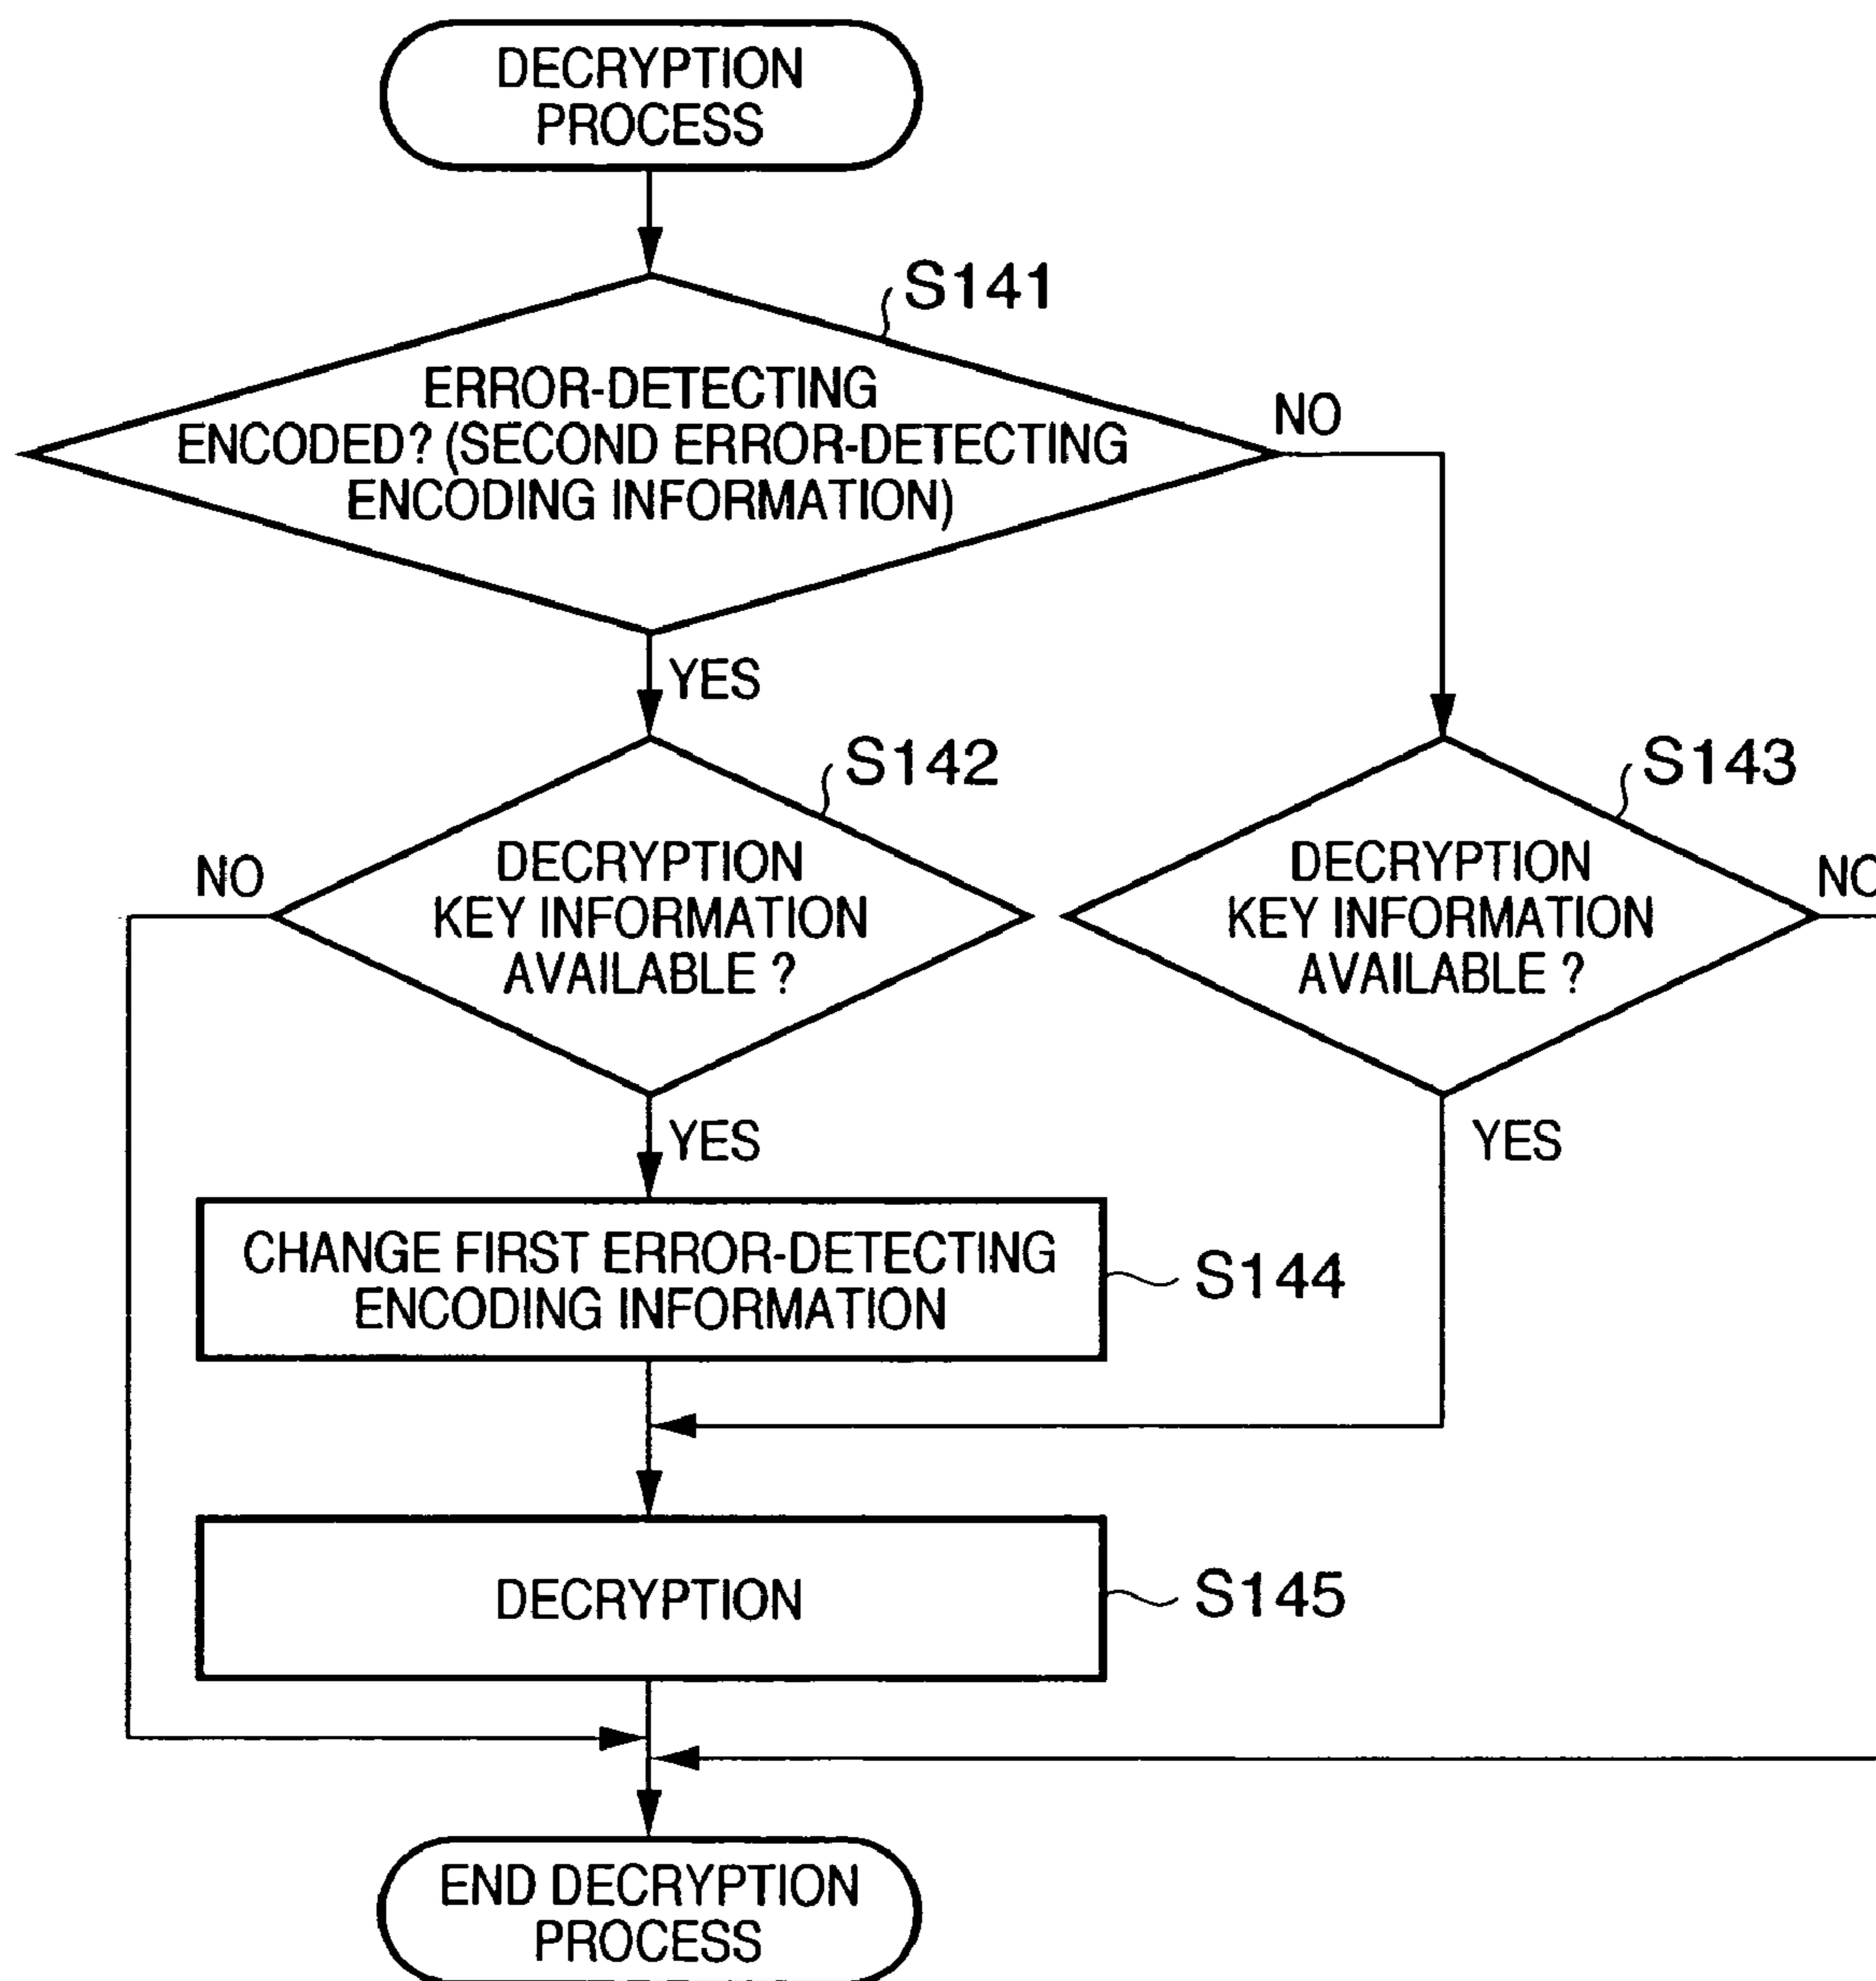 DECRYPTION
PROCESS
S141
ERROR-DETECTING
ENCODED? (SECOND ERROR-DETECTING
ENCODING INFORMATION)
NO
YES
S142
S143
NO
DECRYPTION
KEY INFORMATION
AVAILABLE ?
DECRYPTION
KEY INFORMATION
AVAILABLE ?
NO
YES
YES
CHANGE FIRST ERROR-DETECTING
ENCODING INFORMATION
S144
DECRYPTION
S145
END DECRYPTION
PROCESS